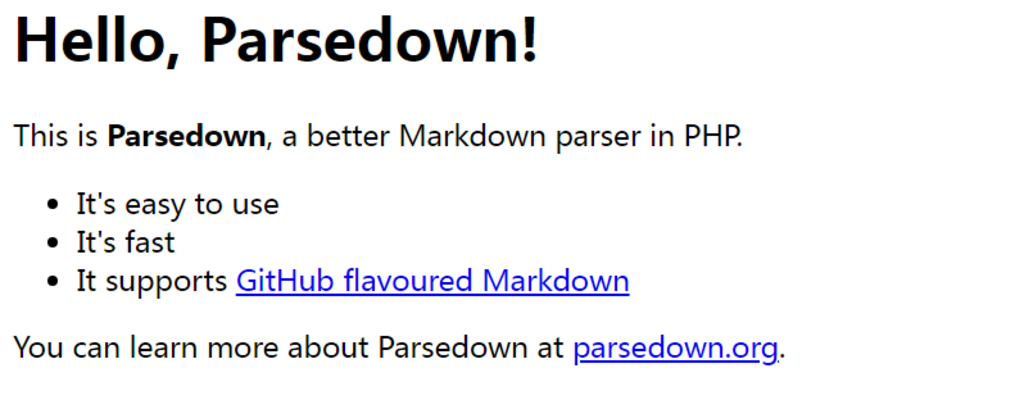 Hello, Parsedown!
This is Parsedown, a better Markdown parser in PHP.
• It's easy to use
• It's fast
• It supports GitHub flavoured Markdown
You can learn more about Parsedown at parsedown.org.